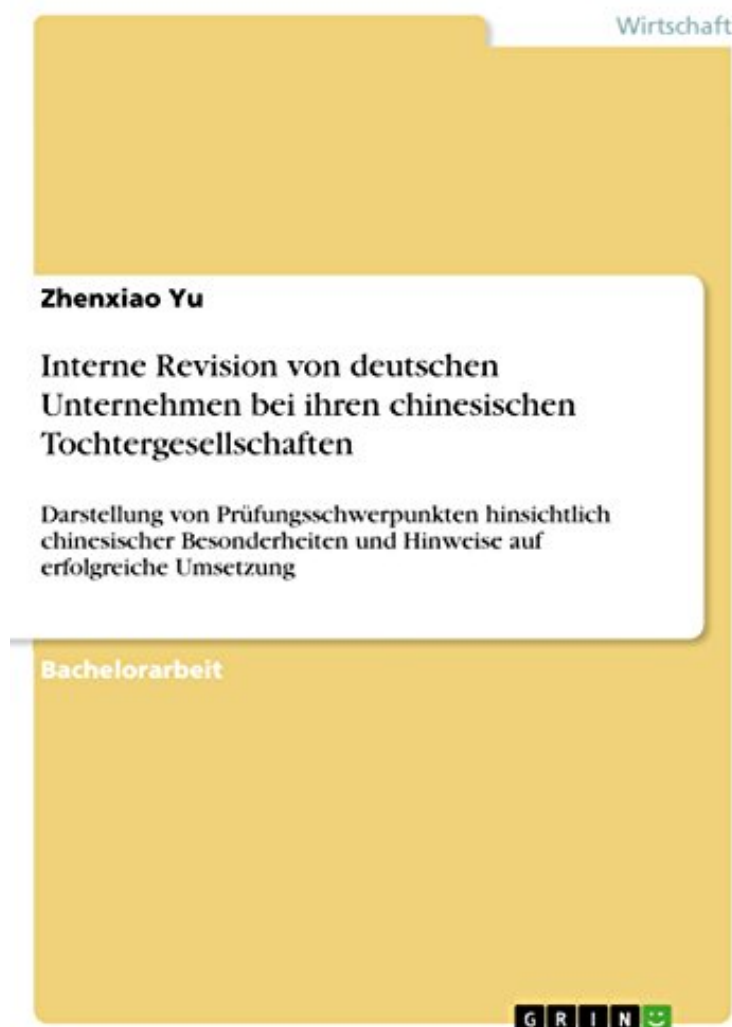 Wirtschaft
Zhenxiao Yu
Interne Revision von deutschen
Unternehmen bei ihren chinesischen
Tochtergesellschaften
Darstellung von Prüfungsschwerpunkten hinsichtlich
chinesischer Besonderheiten und Hinweise auf
erfolgreiche Umsetzung
Bachelorarbeit
GRIN